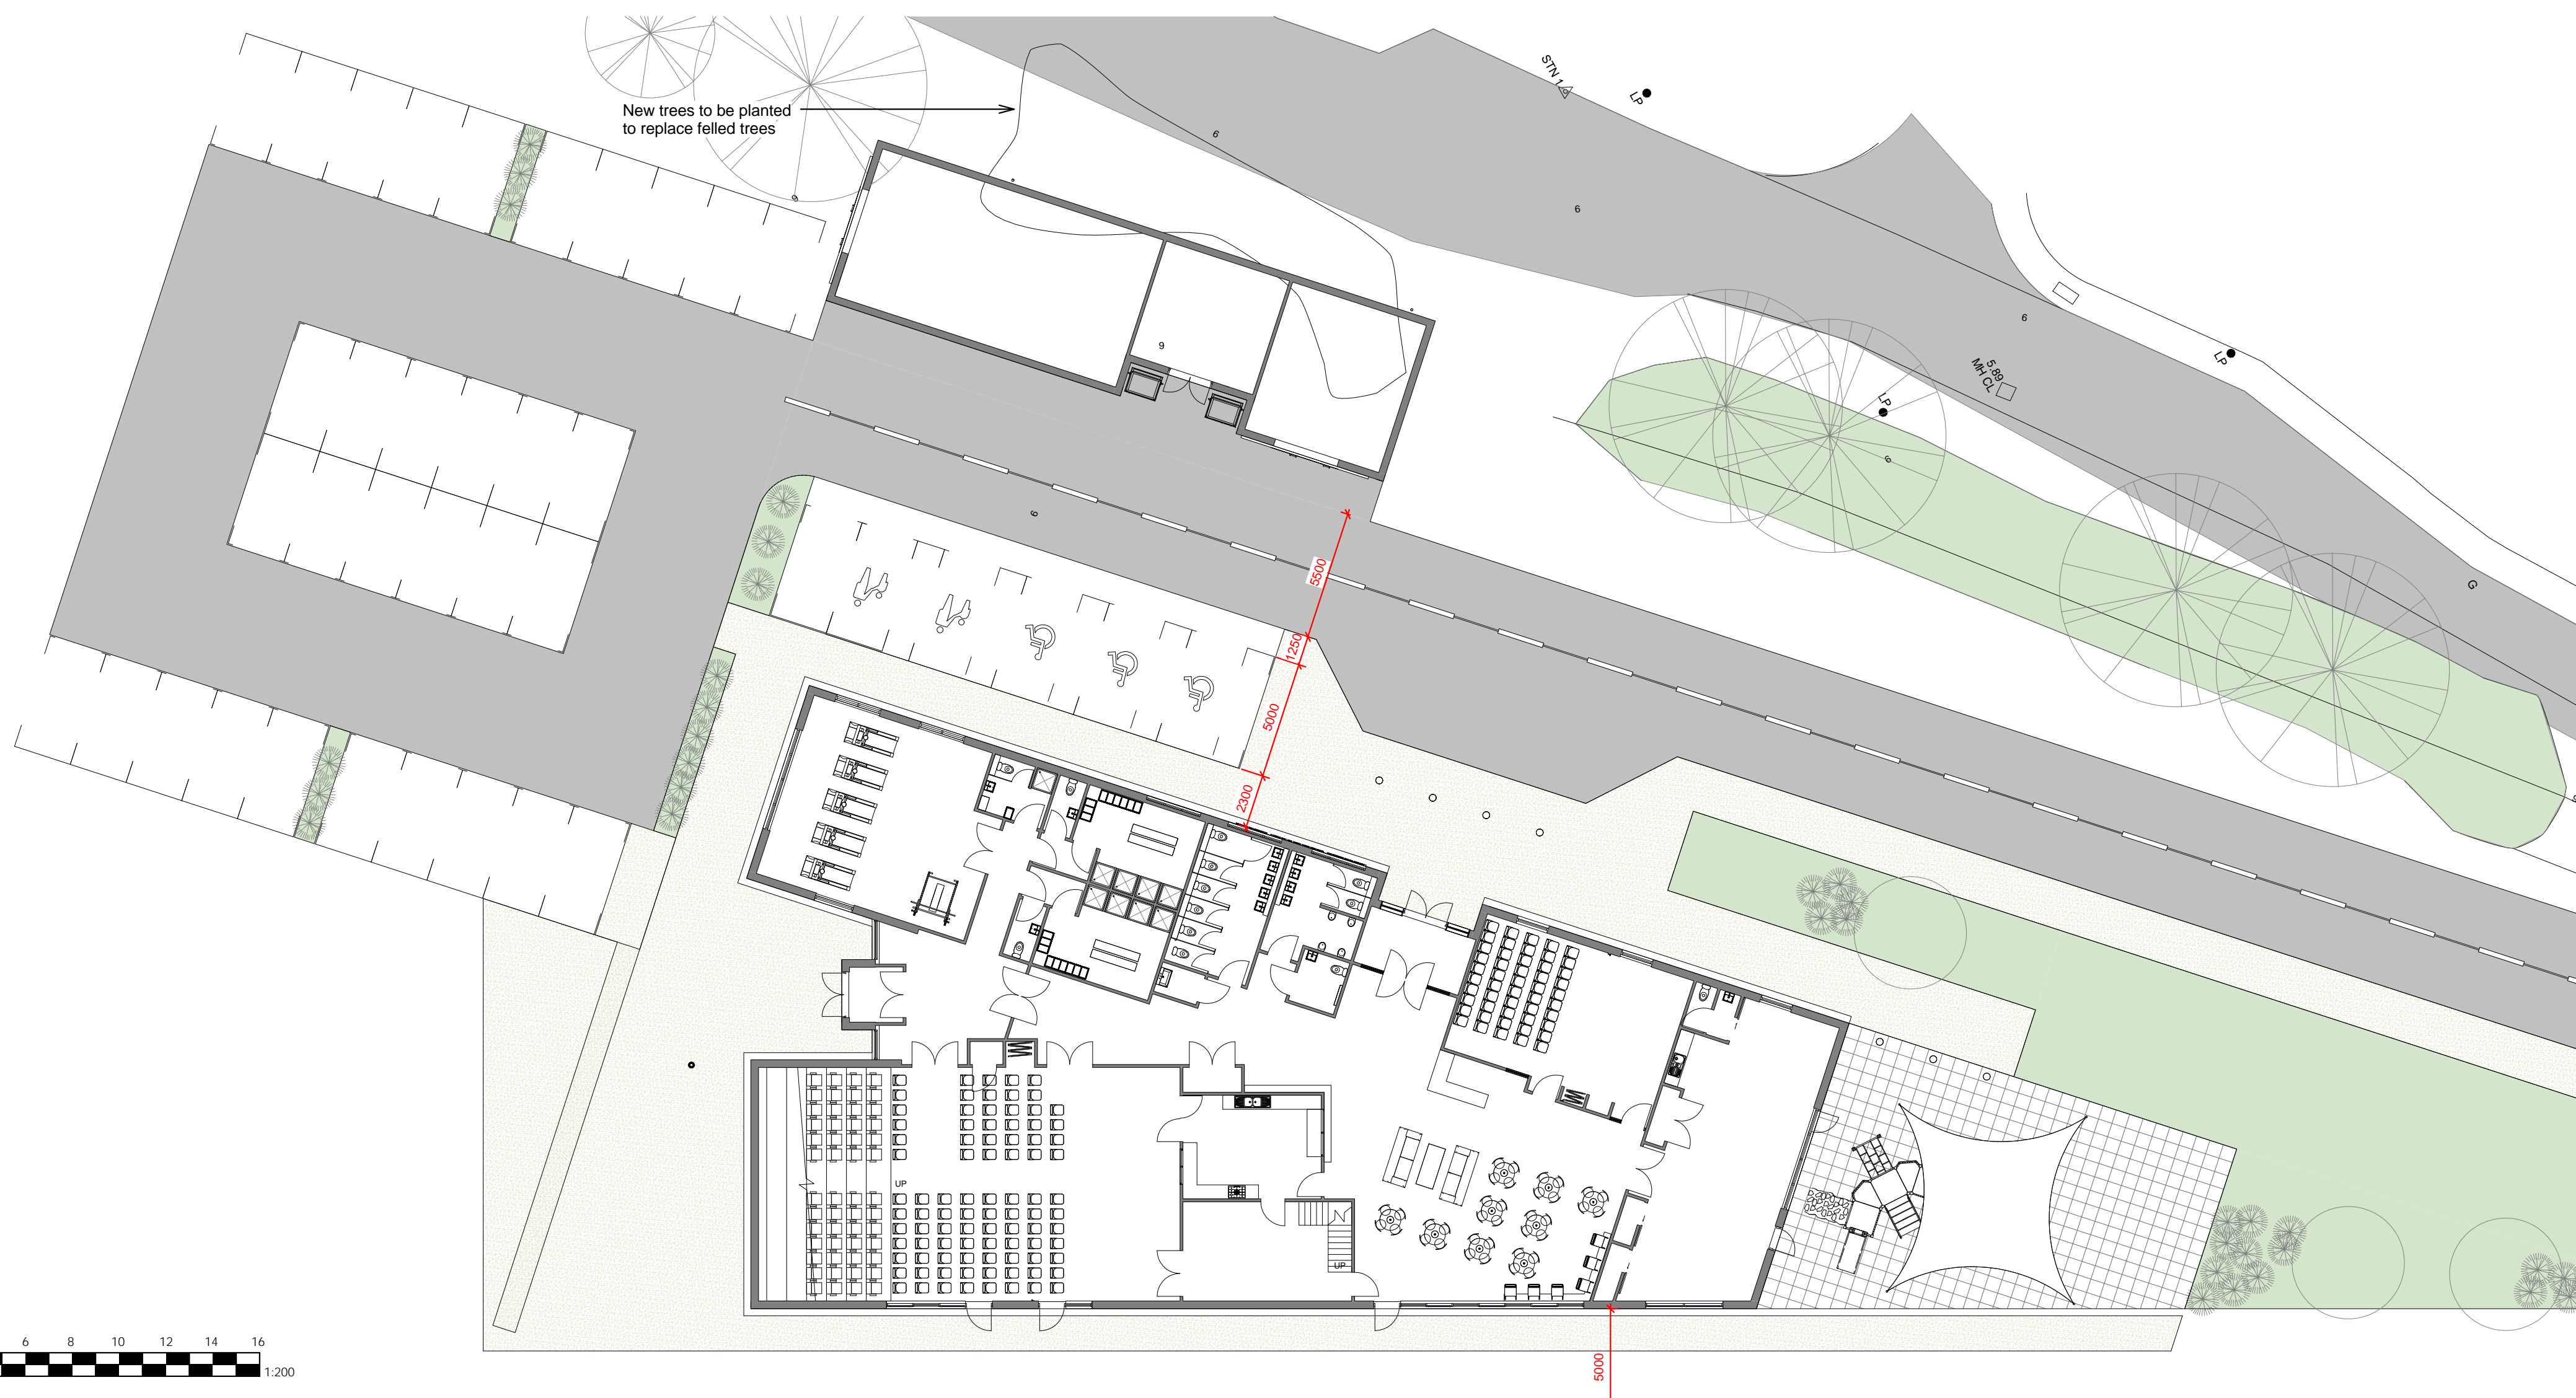 New trees to be planted
to replace felled trees
STN 1
LP
6
6
9
6
LP
5.89
MH CL
LP
9
6
G
6
5500
1250
5000
2300
UP
UP
5000
6 8 10 12 14 16
1:200